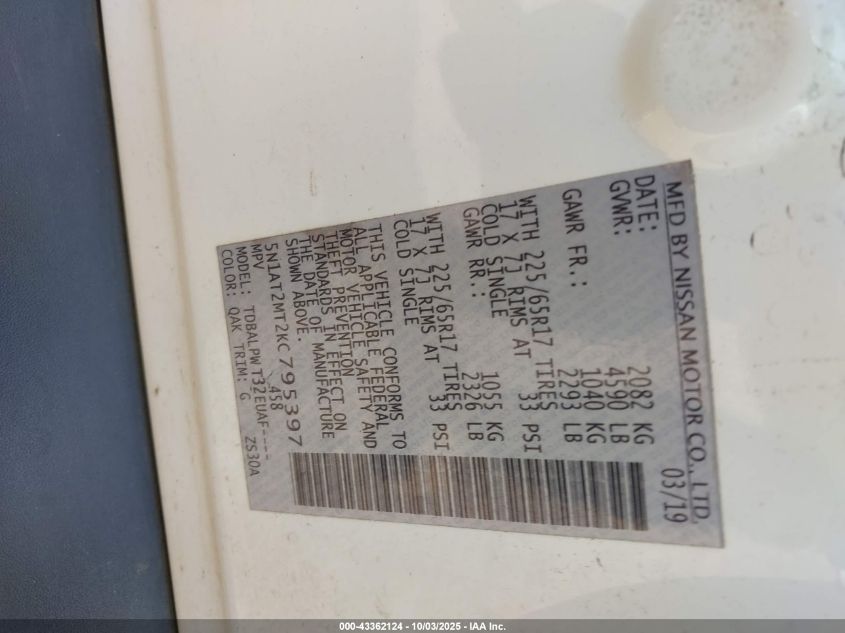 MFD BY NISSAN MOTOR CO., LTD.
DATE: 03/19
GVWR: 2082 KG
4590 LB
GAWR FR.: 1040 KG
2293 LB
WITH 225/65R17 TIRES
17 X 7J RIMS AT 33 PSI
COLD SINGLE
GAWR RR.: 1055 KG
2326 LB
WITH 225/65R17 TIRES
17 X 7J RIMS AT 33 PSI
COLD SINGLE
THIS VEHICLE CONFORMS TO
ALL APPLICABLE FEDERAL
MOTOR VEHICLE SAFETY AND
THEFT PREVENTION
STANDARDS IN EFFECT ON
THE DATE OF MANUFACTURE
SHOWN ABOVE.
5N1AT2MT2KC795397
MPV 458
MODEL: TDBALPWT32EUAF----
COLOR: QAK TRIM: G ZS30A
000-43362124 - 10/03/2025 - IAA Inc.